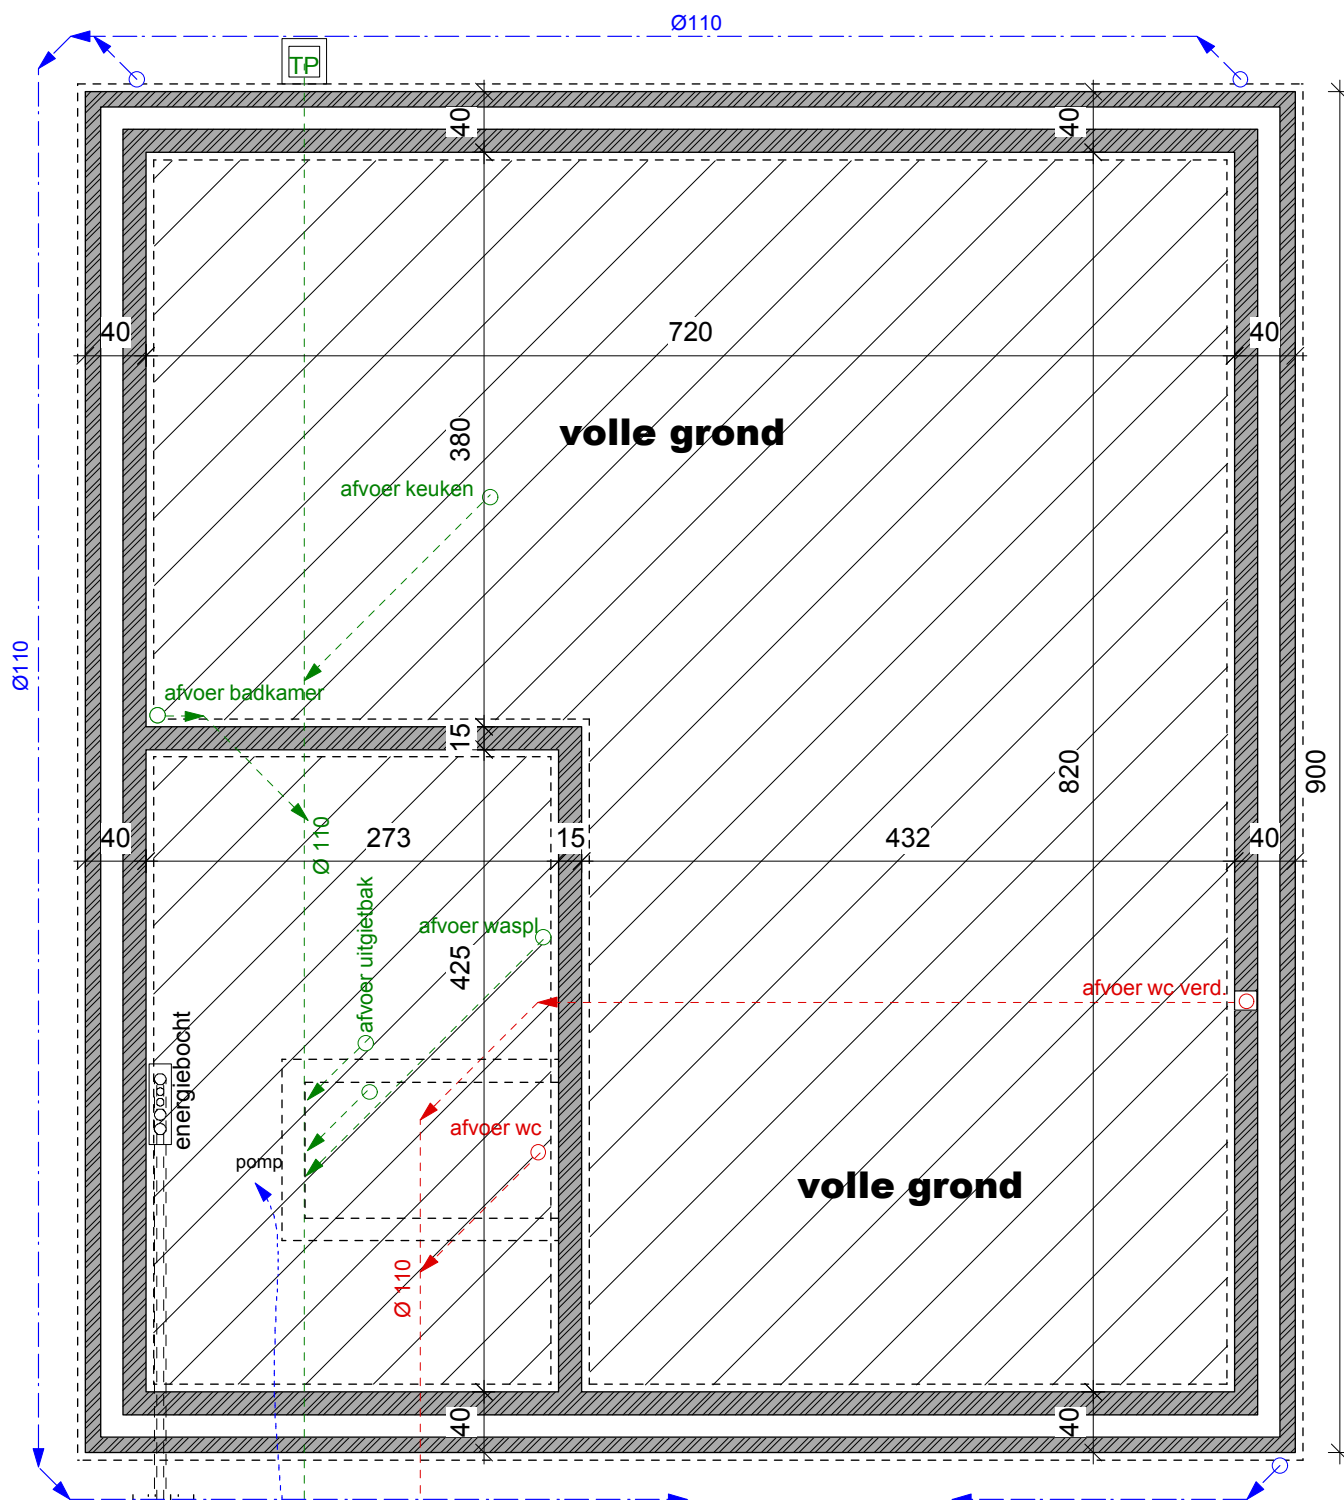 Ø110
TP
40
40
40
720
40
380
volle grond
afvoer keuken
Ø110
afvoer badkamer
15
820
900
40
273
15
432
40
Ø 110
afvoer uitgietbak
afvoer waspl
425
afvoer wc verd.
energiebocht
afvoer wc
pomp
volle grond
Ø 110
40
40